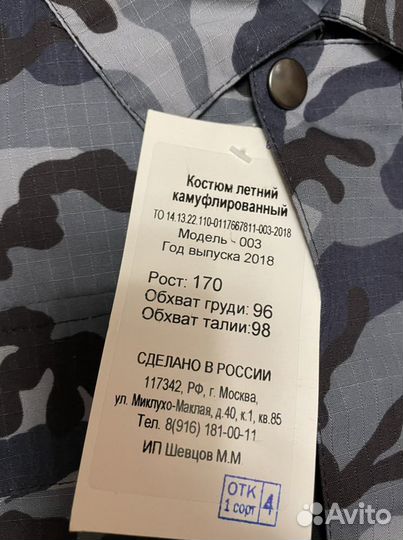 Костюм летний
камуфлированный
ТО 14.13.22.110-0117667811-003-2018
Модель - 003
Год выпуска 2018
Рост: 170
Обхват груди: 96
Обхват талии:98
СДЕЛАНО В РОССИИ
117342, РФ, г. Москва,
ул. Миклухо-Маклая, д.40, к.1, кв.85
Тел. 8(916) 181-00-11
ИП Шевцов М.М
ОТК 4
1 сорт
Avito